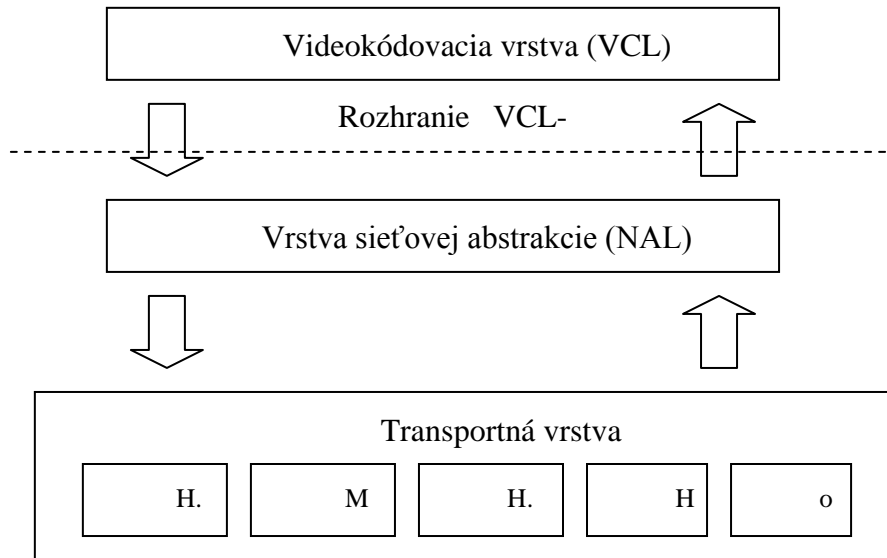 Videokódovacia vrstva (VCL)
Rozhranie VCL-
Vrstva sieťovej abstrakcie (NAL)
Transportná vrstva
H. M H. H o